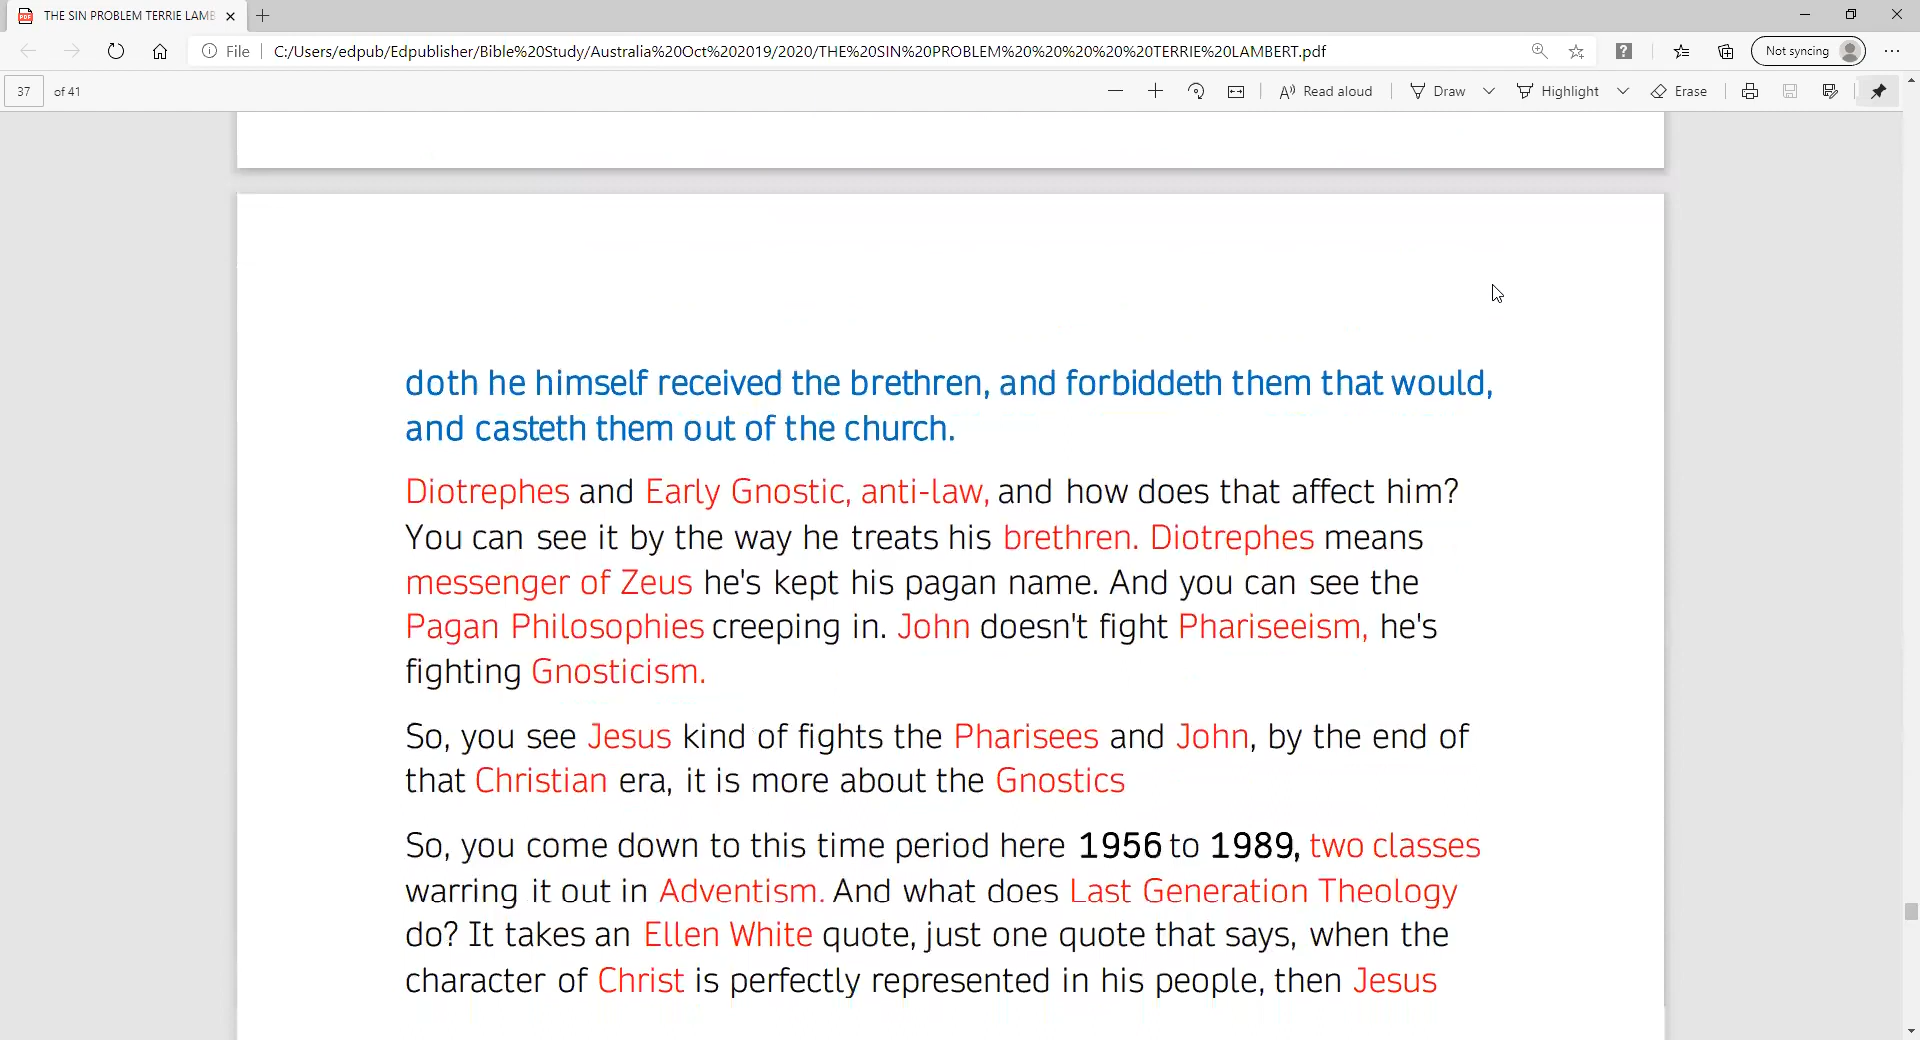 THE SIN PROBLEM TERRIE LAMB
File
C:/Users/edpub/Edpublisher/Bible%20Study/Australia%20Oct%202019/2020/THE%20SIN%20PROBLEM%20%20%20%20%20TERRIE%20LAMBERT.pdf
Not syncing
37 of 41
Read aloud
Draw
Highlight
Erase
doth he himself received the brethren, and forbiddeth them that would,
and casteth them out of the church.
Diotrephes and Early Gnostic, anti-law, and how does that affect him?
You can see it by the way he treats his brethren. Diotrephes means
messenger of Zeus he's kept his pagan name. And you can see the
Pagan Philosophies creeping in. John doesn't fight Phariseeism, he's
fighting Gnosticism.
So, you see Jesus kind of fights the Pharisees and John, by the end of
that Christian era, it is more about the Gnostics
So, you come down to this time period here 1956 to 1989, two classes
warring it out in Adventism. And what does Last Generation Theology
do? It takes an Ellen White quote, just one quote that says, when the
character of Christ is perfectly represented in his people, then Jesus